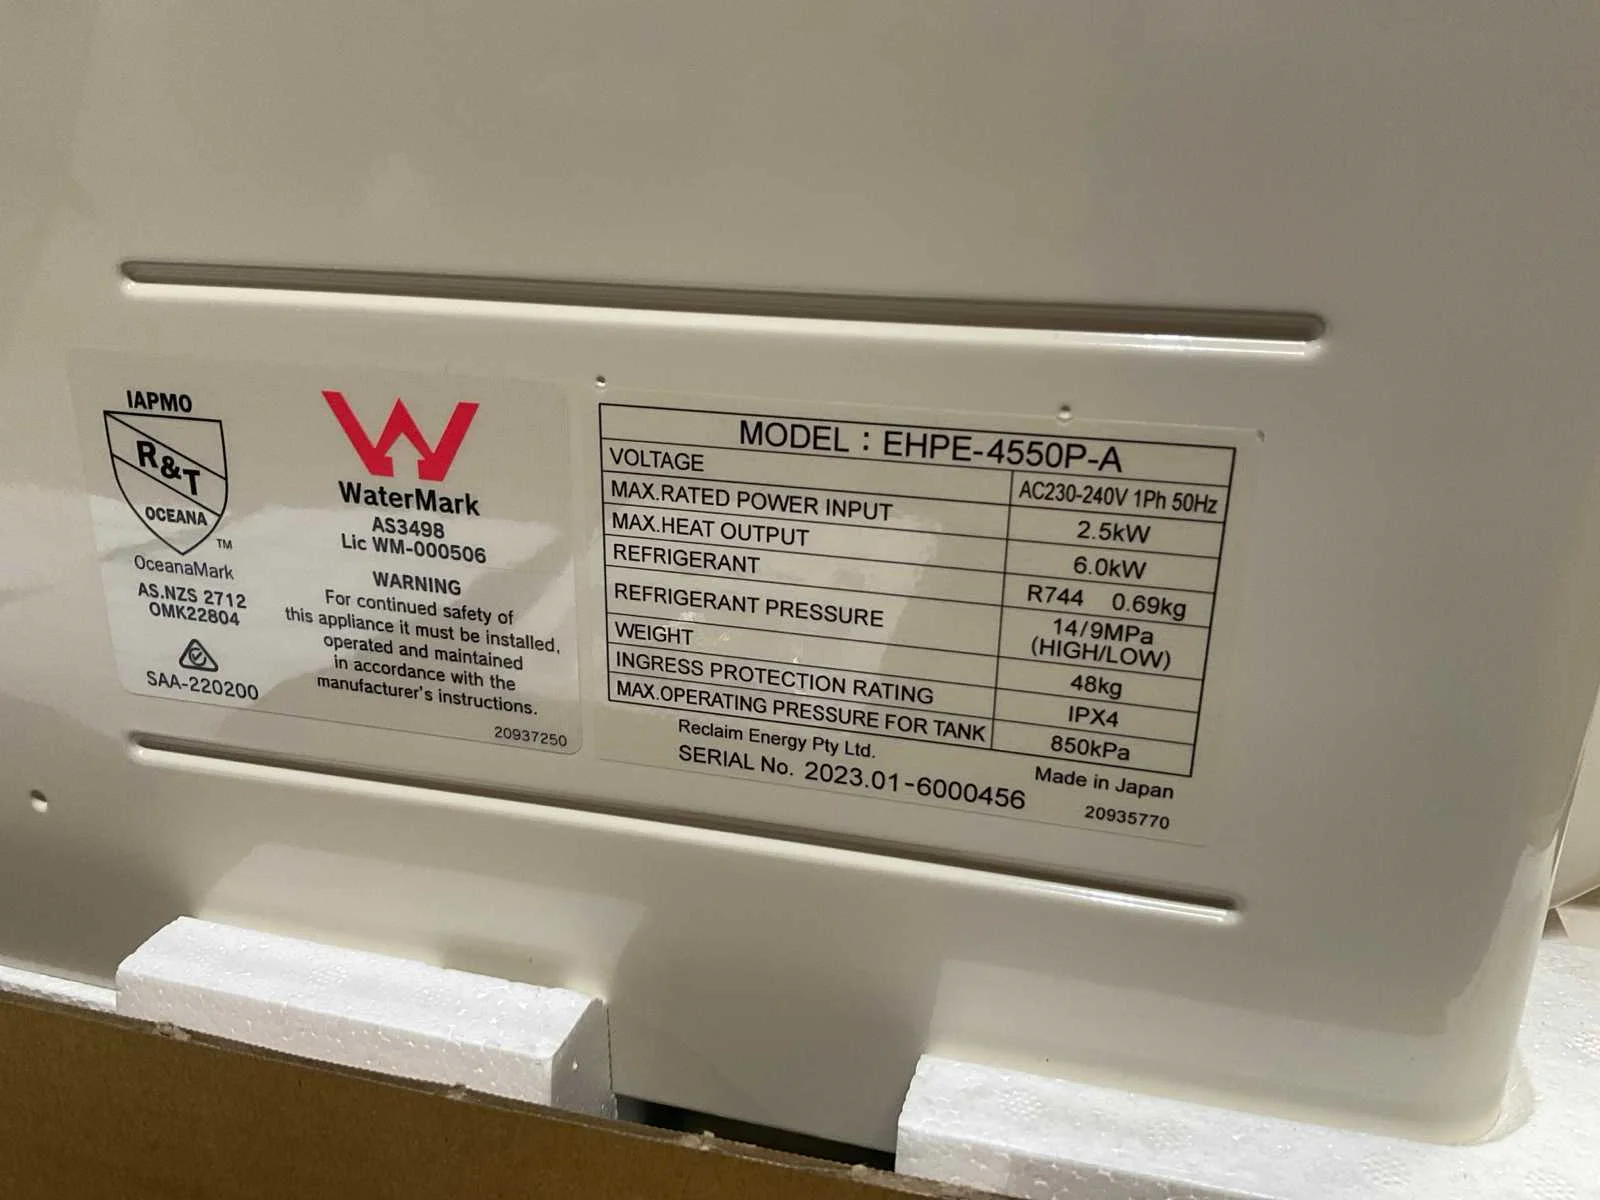 IAPMO
R&T
OCEANA
TM
OceanaMark
AS.NZS 2712
OMK22804
SAA-220200
WaterMark
AS3498
Lic WM-000506
WARNING
For continued safety of
this appliance it must be installed,
operated and maintained
in accordance with the
manufacturer's instructions.
20937250
MODEL : EHPE-4550P-A
VOLTAGE AC230-240V 1Ph 50Hz
MAX.RATED POWER INPUT 2.5kW
MAX.HEAT OUTPUT 6.0kW
REFRIGERANT R744 0.69kg
REFRIGERANT PRESSURE 14/9MPa
(HIGH/LOW)
WEIGHT 48kg
INGRESS PROTECTION RATING IPX4
MAX.OPERATING PRESSURE FOR TANK 850kPa
Reclaim Energy Pty Ltd. Made in Japan
SERIAL No. 2023.01-6000456 20935770